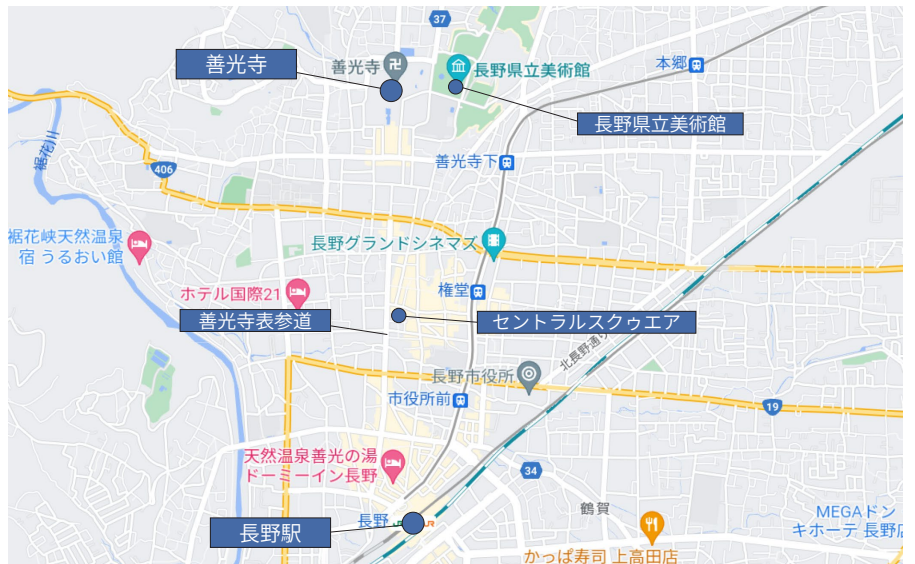 37
善光寺
善光寺
長野県立美術館
本郷
長野県立美術館
裾花川
406
善光寺下
裾花峡天然温泉
宿 うるおい館
長野グランドシネマズ
ホテル国際21
権堂
善光寺表参道
セントラルスクゥエア
北長野通り
長野市役所
市役所前
19
天然温泉善光の湯
ドーミーイン長野
34
鶴賀
長野
長野駅
MEGAドン
キホーテ 長野店
かっぱ寿司 上高田店